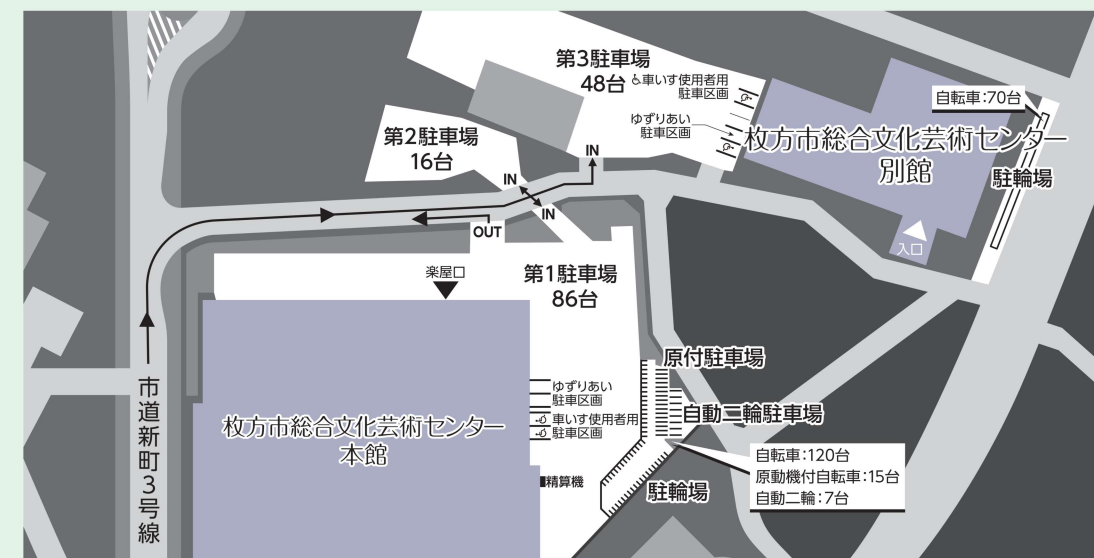 第3駐車場
48台
車いす使用者用
駐車区画
ゆずりあい
駐車区画
自転車:70台
第2駐車場
16台
枚方市総合文化芸術センター
別館
駐輪場
IN
IN
IN
OUT
入口
楽屋口
第1駐車場
86台
原付駐車場
ゆずりあい
駐車区画
車いす使用者用
駐車区画
自動二輪駐車場
市道新町3号線
枚方市総合文化芸術センター
本館
自転車:120台
原動機付自転車:15台
自動二輪:7台
精算機
駐輪場